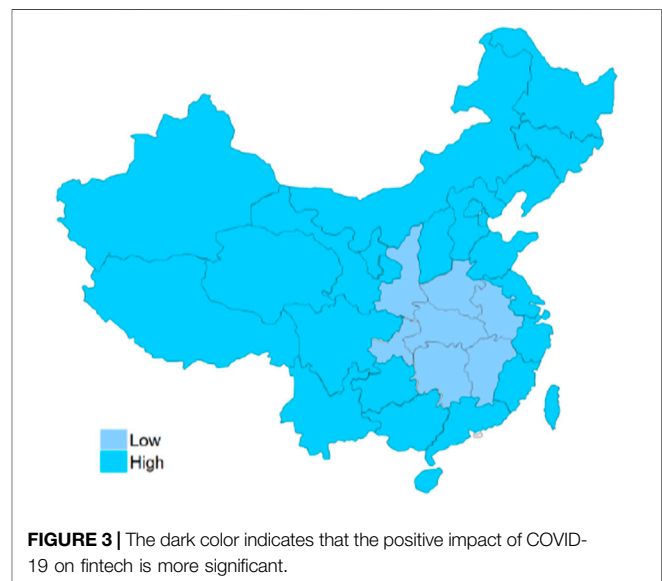 Low
High
FIGURE 3 | The dark color indicates that the positive impact of COVID-
19 on fintech is more significant.